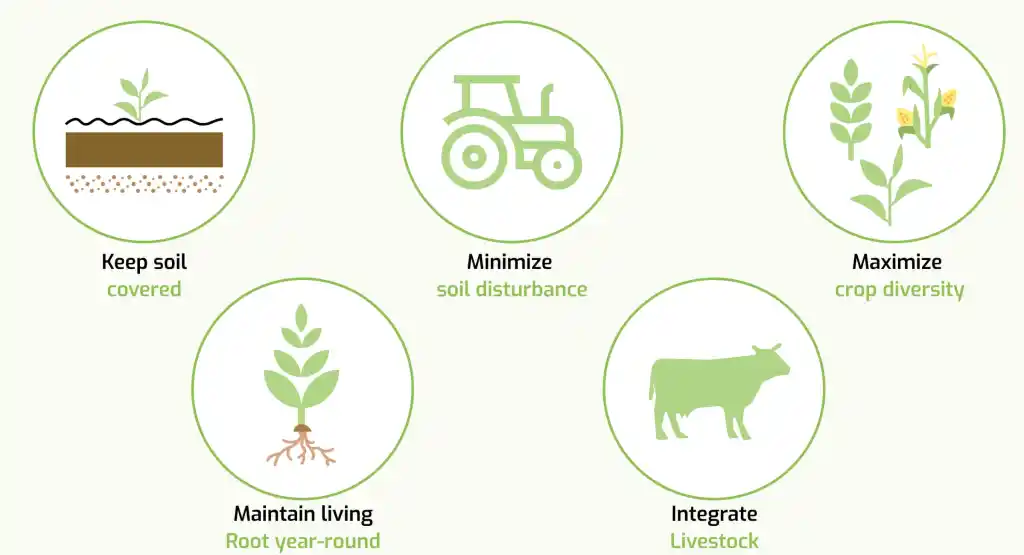 Keep soil
covered
Minimize
soil disturbance
Maximize
crop diversity
Maintain living
Root year-round
Integrate
Livestock